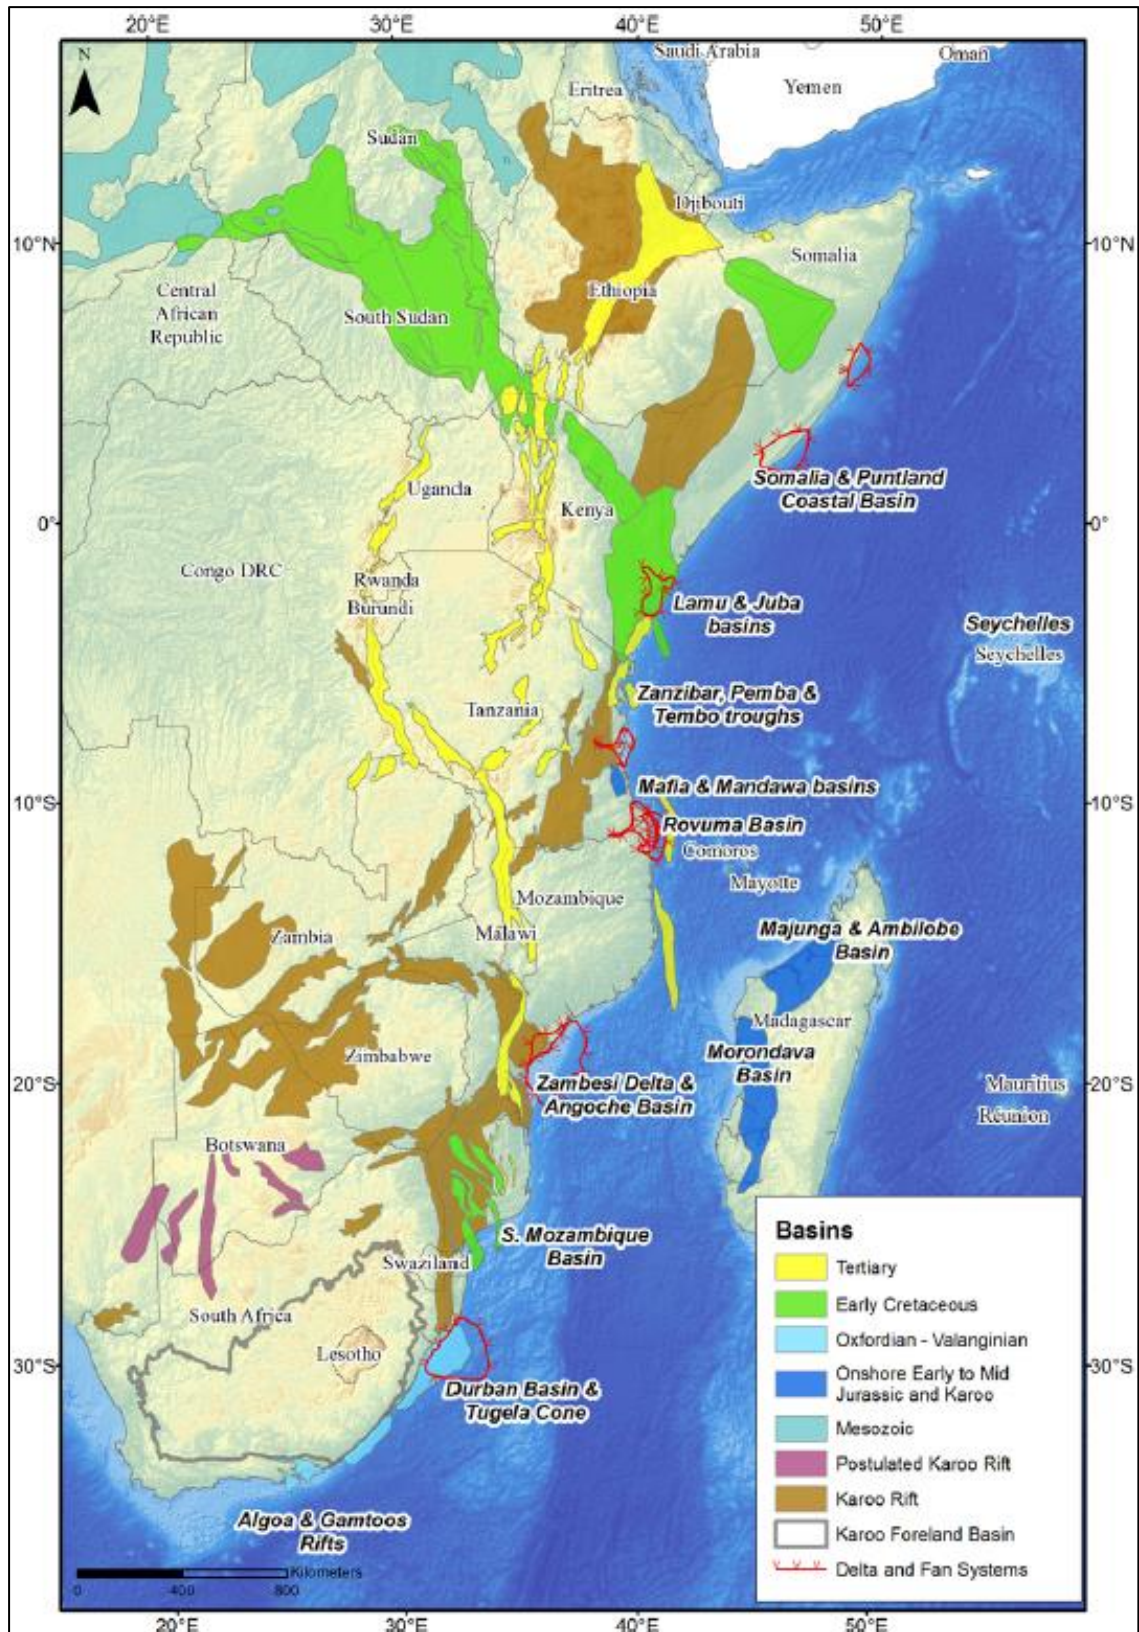 20°E 30°E 40°E 50°E
N
Saudi Arabia
Oman
Yemen
Eritrea
Sudan
Djibouti
10°N
10°N
Somalia
Central
African
Republic
Ethiopia
South Sudan
Somalia & Puntland
Coastal Basin
Uganda
Kenya
0°
0°
Congo DRC
Rwanda
Burundi
Lamu & Juba
basins
Seychelles
Seychelles
Zanzibar, Pemba &
Tembo troughs
Tanzania
Mafia & Mandawa basins
10°S
10°S
Rovuma Basin
Comoros
Mayotte
Mozambique
Malawi
Zambia
Majunga & Ambilobe
Basin
Madagascar
Zimbabwe
Morondava
Basin
20°S
20°S
Zambesi Delta &
Angoche Basin
Mauritius
Réunion
Botswana
S. Mozambique
Basin
Swaziland
South Africa
Lesotho
30°S
30°S
Durban Basin &
Tugela Cone
Algoa & Gamtoos
Rifts
Kilometers
0 400 800
Basins
Tertiary
Early Cretaceous
Oxfordian - Valanginian
Onshore Early to Mid
Jurassic and Karoo
Mesozoic
Postulated Karoo Rift
Karoo Rift
Karoo Foreland Basin
Delta and Fan Systems
20°E 30°E 40°E 50°E